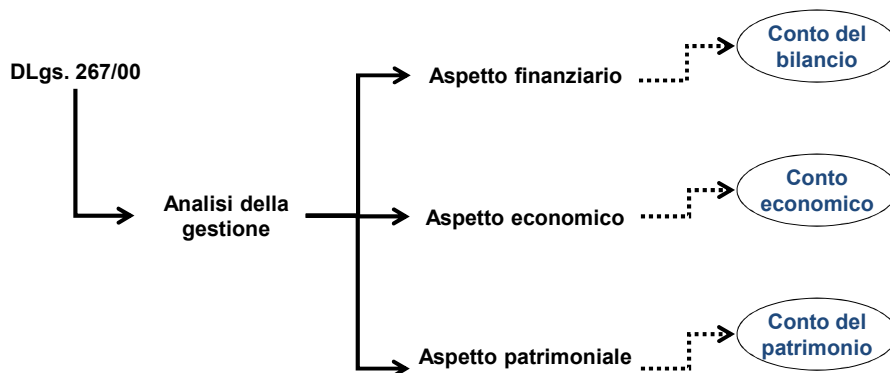 DLgs. 267/00
Analisi della
gestione
Aspetto finanziario
Conto del
bilancio
Aspetto economico
Conto
economico
Aspetto patrimoniale
Conto del
patrimonio